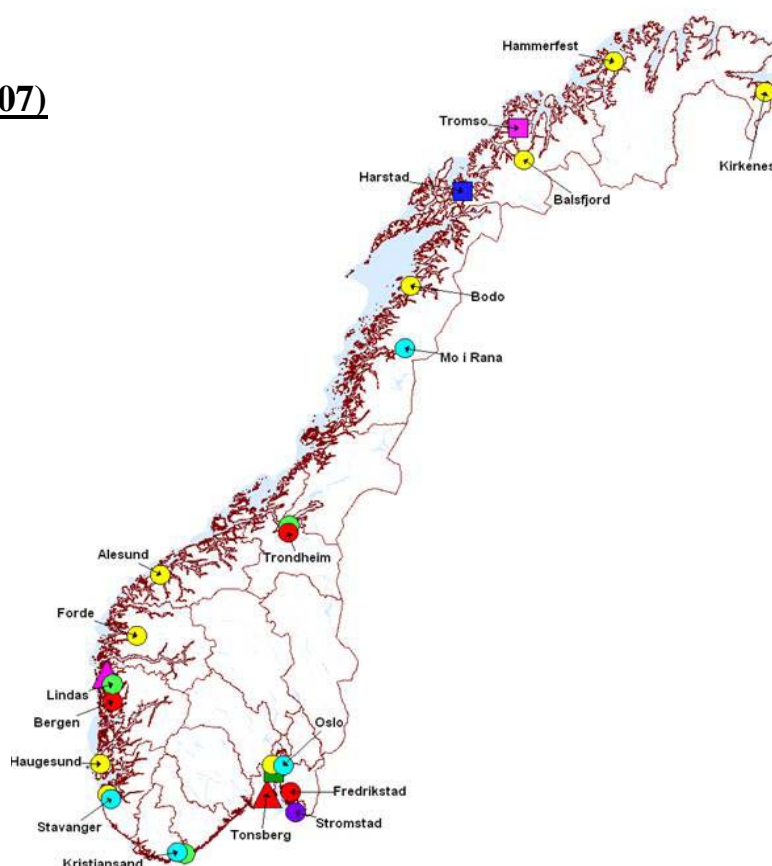 07)
Hammerfest
Tromso
Kirkenes
Harstad
Balsfjord
Bodo
Mo i Rana
Trondheim
Alesund
Forde
Lindas
Bergen
Oslo
Haugesund
Fredrikstad
Stavanger
Tonsberg
Stromstad
Kristiansand